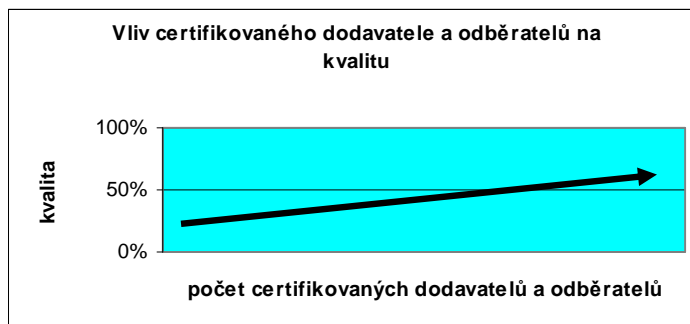 Vliv certifikovaného dodavatele a odběratelů na
kvalitu
100%
50%
0%
kvalita
počet certifikovaných dodavatelů a odběratelů